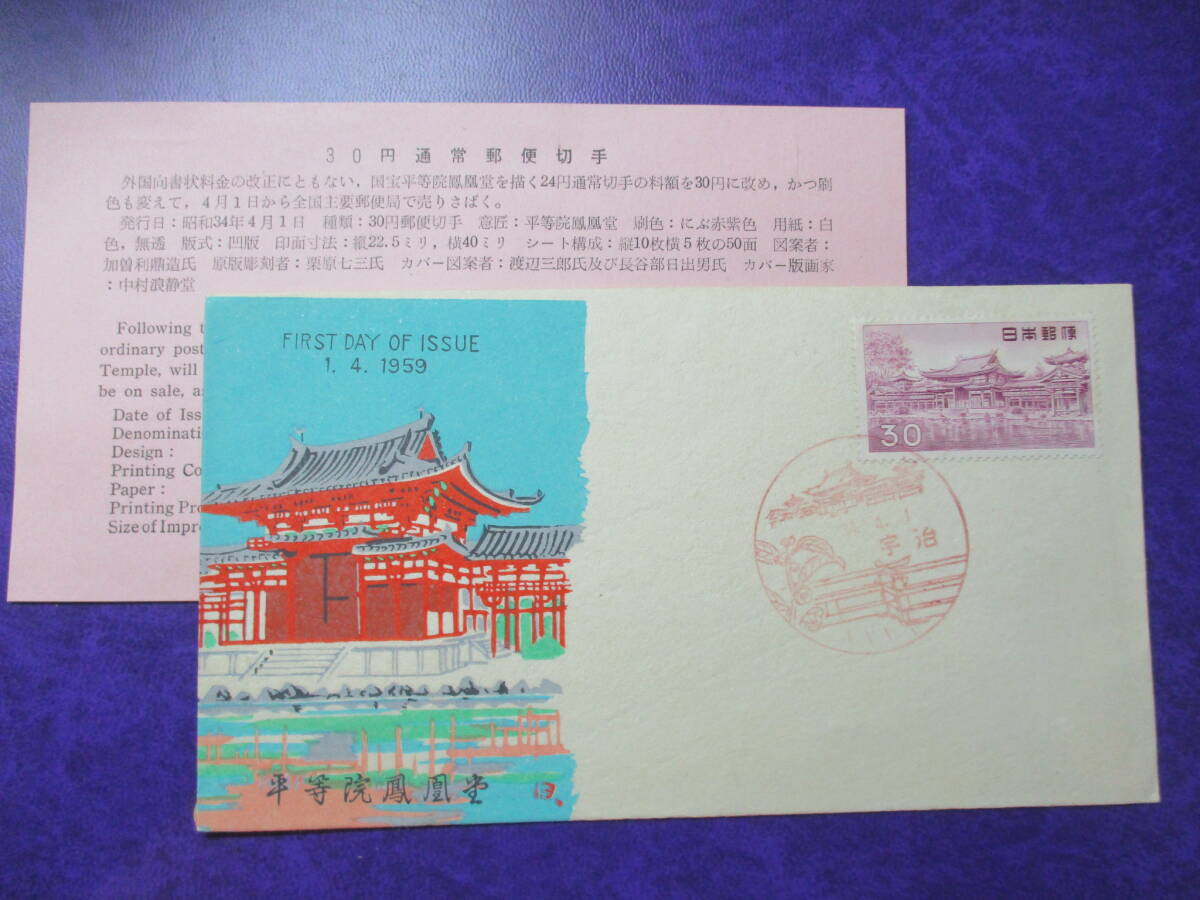 30円通常郵便切手
外国向書状料金の改正にともない，国宝平等院鳳凰堂を描く24円通常切手の料額を30円に改め，かつ刷
色も変えて，4月1日から全国主要郵便局で売りさばく。
発行日：昭和34年4月1日 種類：30円郵便切手 意匠：平等院鳳凰堂 刷色：にぶ赤紫色 用紙：白
色，無透 版式：凹版 印面寸法：縦22.5ミリ，横40ミリ シート構成：縦10枚横5枚の50面 図案者：
加曽利鼎造氏 原版彫刻者：栗原七三氏 カバー図案者：渡辺三郎氏及び長谷部日出男氏 カバー版画家
：中村浪静堂
Following
ordinary post
Temple, will
be on sale,
Date of Iss
Denominati
Design :
Printing Co
Paper :
Printing Pro
Size of Impr
FIRST DAY OF ISSUE
1. 4. 1959
平等院鳳凰堂
日本郵便
30
4.1
宇治